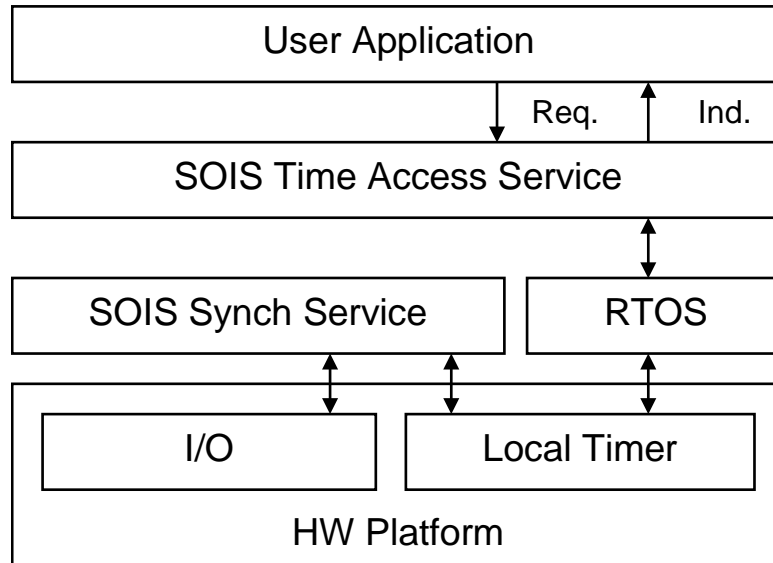 User Application
Req. Ind.
SOIS Time Access Service
SOIS Synch Service RTOS
I/O Local Timer
HW Platform